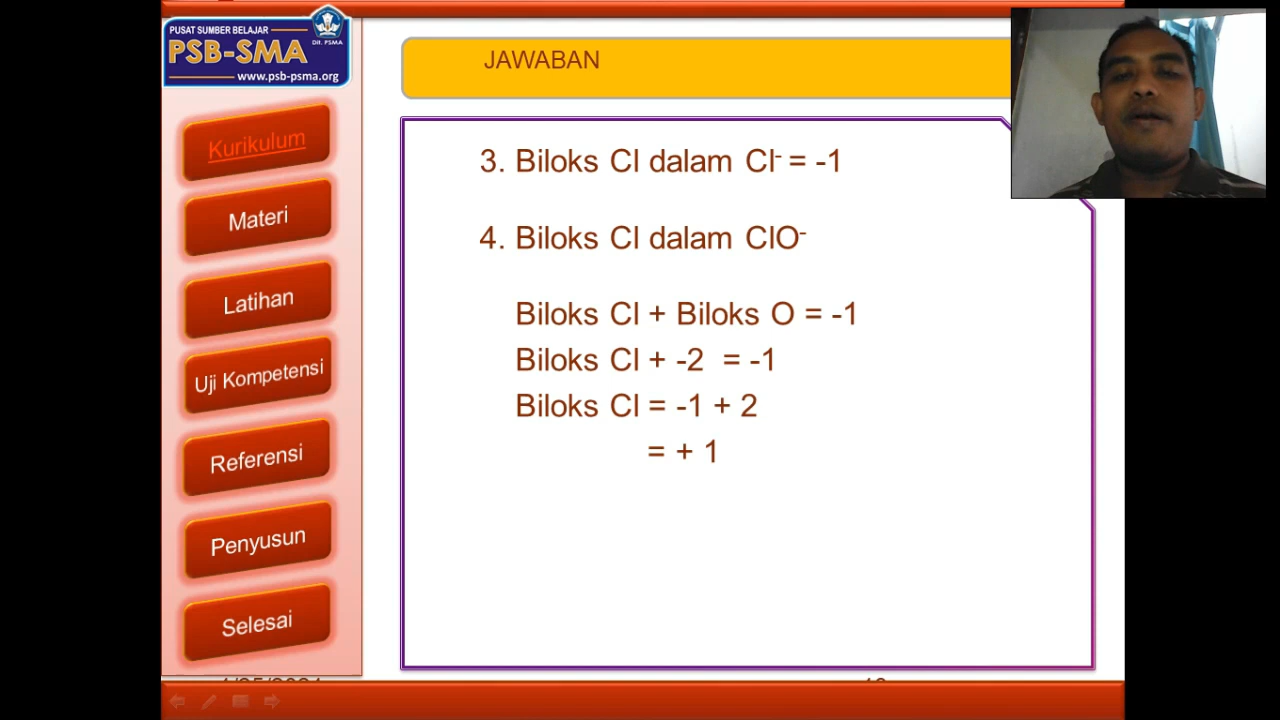 PUSAT SUMBER BELAJAR
PSB-SMA
Dit. PSMA
www.psb-psma.org
JAWABAN
Kurikulum
Materi
Latihan
Uji Kompetensi
Referensi
Penyusun
Selesai
3. Biloks Cl dalam Cl⁻ = -1
4. Biloks Cl dalam ClO⁻
Biloks Cl + Biloks O = -1
Biloks Cl + -2 = -1
Biloks Cl = -1 + 2
= + 1